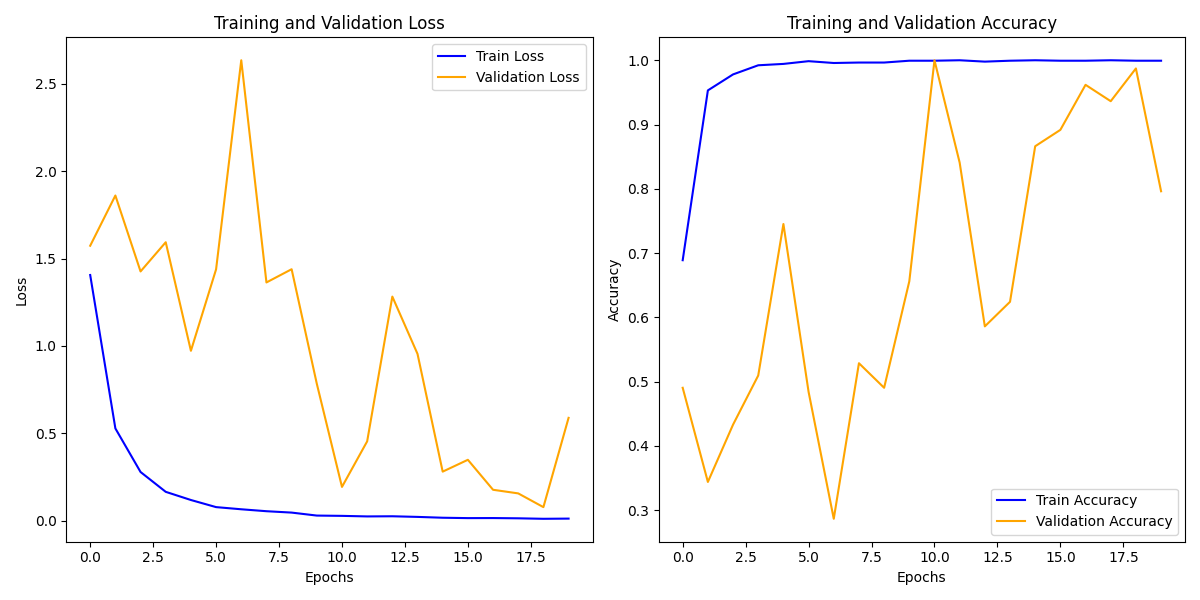 Training and Validation Loss
Train Loss
Validation Loss
2.5
2.0
1.5
1.0
0.5
0.0
Loss
0.0 2.5 5.0 7.5 10.0 12.5 15.0 17.5
Epochs
Training and Validation Accuracy
1.0
0.9
0.8
0.7
0.6
0.5
0.4
0.3
Accuracy
Train Accuracy
Validation Accuracy
0.0 2.5 5.0 7.5 10.0 12.5 15.0 17.5
Epochs